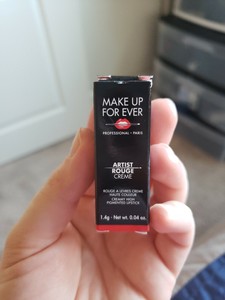 MAKE UP
FOR EVER
PROFESSIONAL • PARIS
ARTIST
ROUGE
CREME
ROUGE À LÈVRES CRÈME
HAUTE COULEUR
CREAMY HIGH
PIGMENTED LIPSTICK
1.4g - Net wt. 0.04 oz.